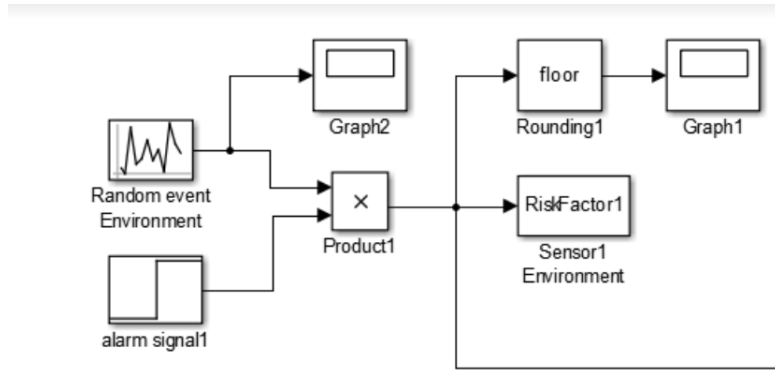 Graph2
floor
Rounding1
Graph1
Random event
Environment
×
Product1
RiskFactor1
Sensor1
Environment
alarm signal1